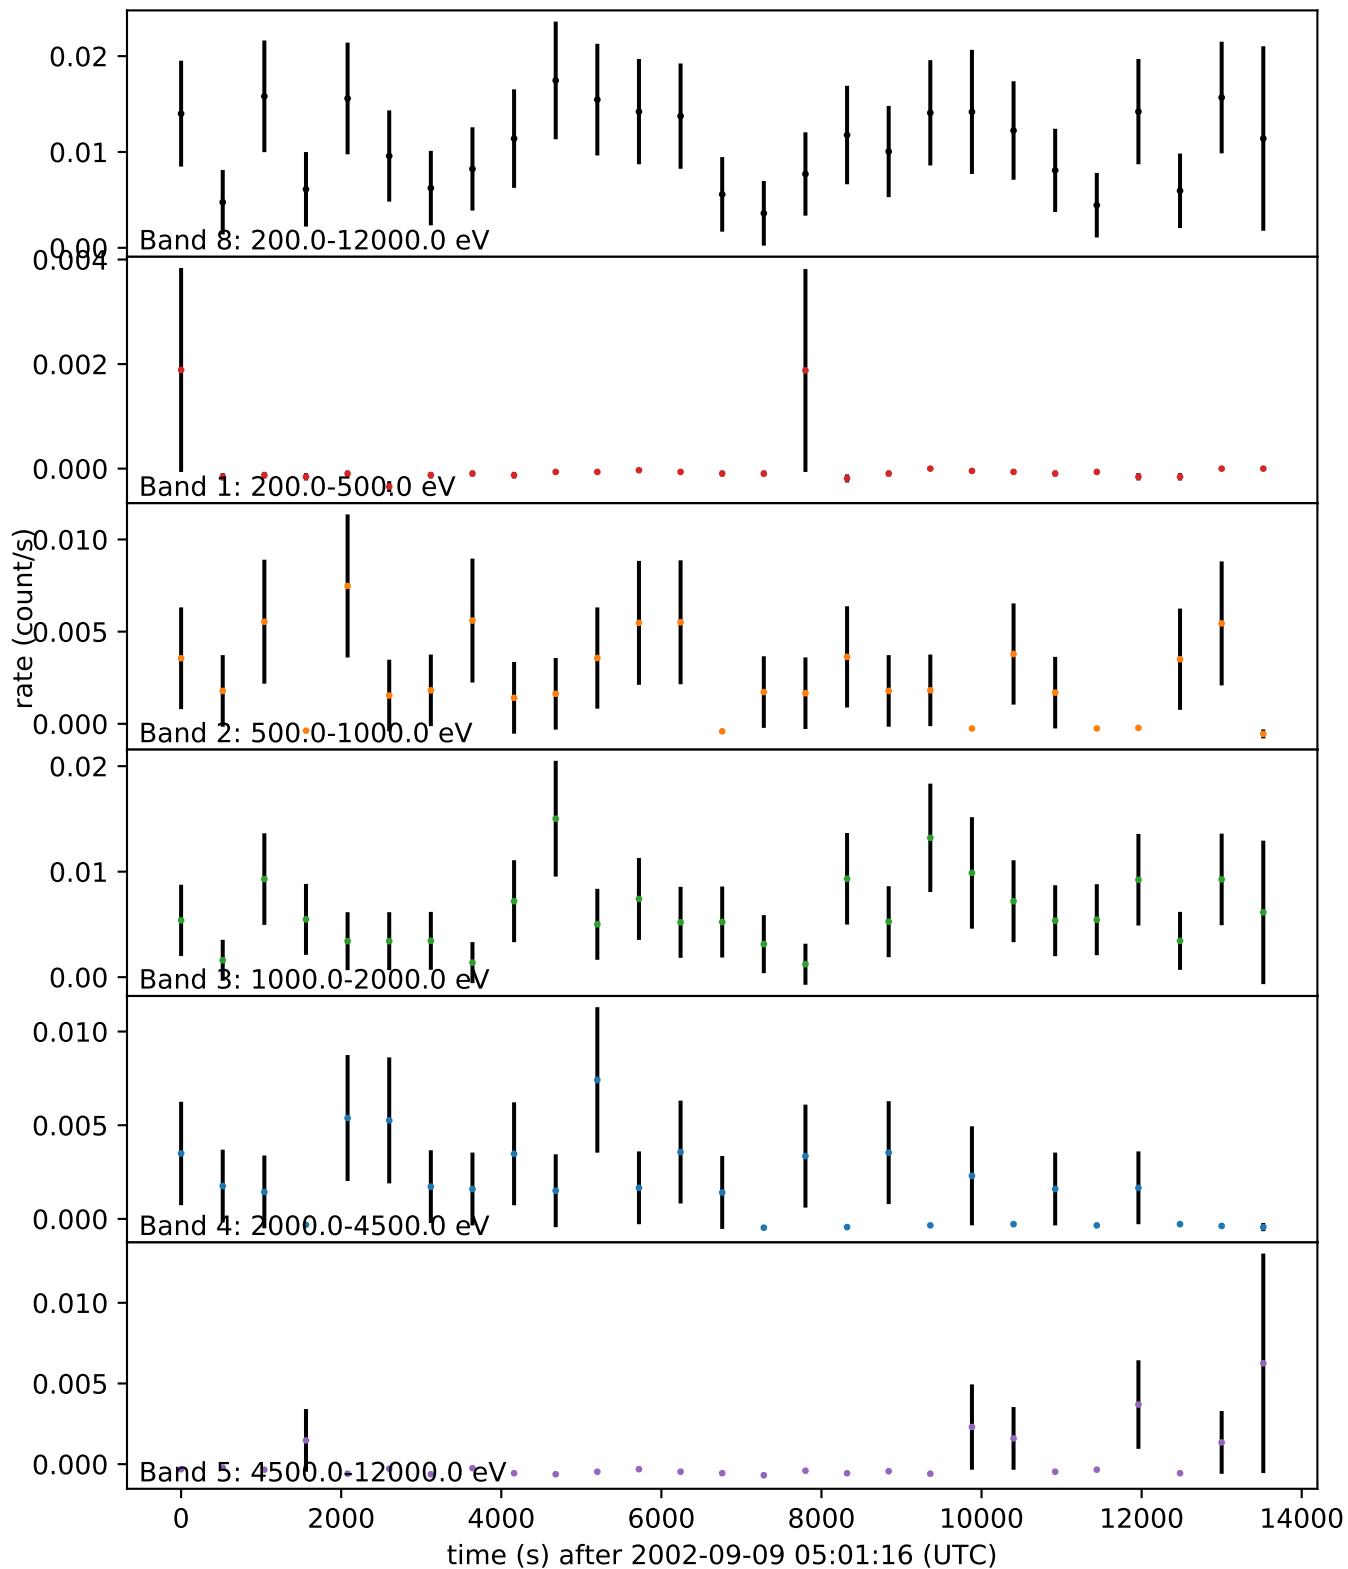 0.02
0.01
0.00
Band 8: 200.0-12000.0 eV
0.004
0.002
0.000
Band 1: 200.0-500.0 eV
rate (count/s)
0.010
0.005
0.000
Band 2: 500.0-1000.0 eV
0.02
0.01
0.00
Band 3: 1000.0-2000.0 eV
0.010
0.005
0.000
Band 4: 2000.0-4500.0 eV
0.010
0.005
0.000
Band 5: 4500.0-12000.0 eV
0 2000 4000 6000 8000 10000 12000 14000
time (s) after 2002-09-09 05:01:16 (UTC)